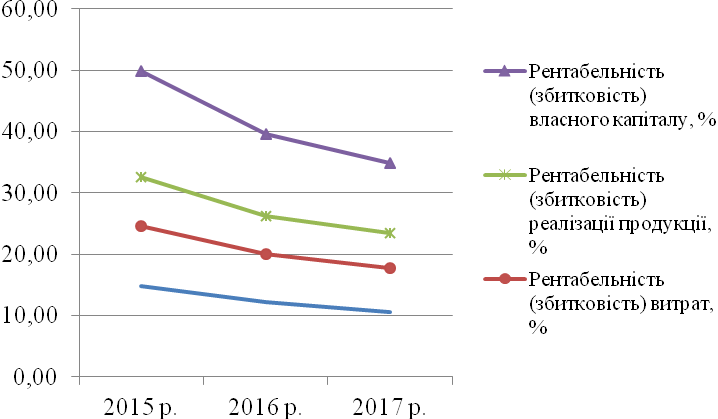 60,00
50,00
40,00
30,00
20,00
10,00
0,00
2015 р. 2016 р. 2017 р.
Рентабельність
(збитковість)
власного капіталу, %
Рентабельність
(збитковість)
реалізації продукції,
%
Рентабельність
(збитковість) витрат,
%